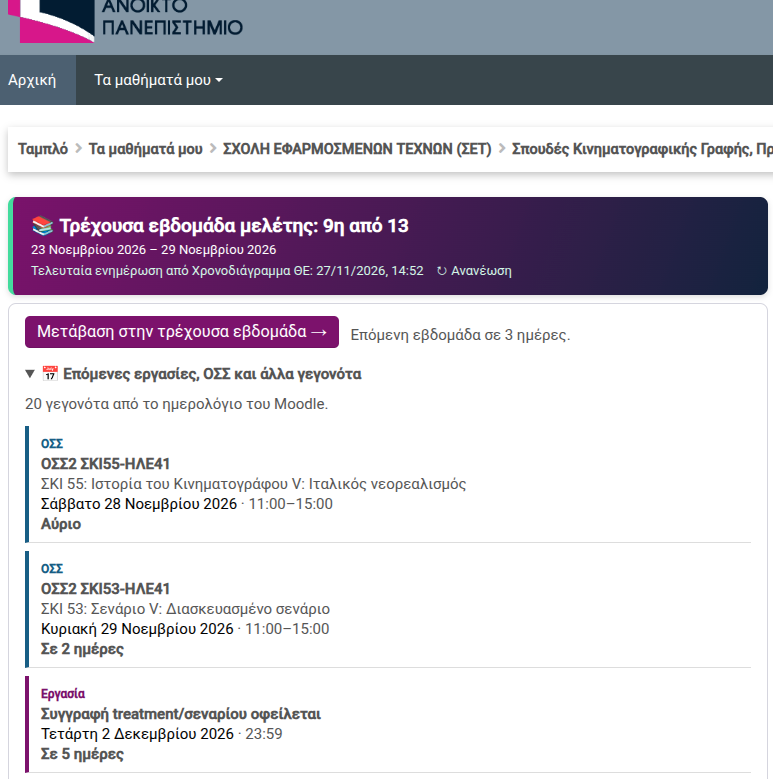 ΑΝΟΙΚΤΟ
ΠΑΝΕΠΙΣΤΗΜΙΟ
Αρχική Τα μαθήματά μου
Ταμπλό > Τα μαθήματά μου > ΣΧΟΛΗ ΕΦΑΡΜΟΣΜΕΝΩΝ ΤΕΧΝΩΝ (ΣΕΤ) > Σπουδές Κινηματογραφικής Γραφής, Πρ
📚 Τρέχουσα εβδομάδα μελέτης: 9η από 13
23 Νοεμβρίου 2026 – 29 Νοεμβρίου 2026
Τελευταία ενημέρωση από Χρονοδιάγραμμα ΘΕ: 27/11/2026, 14:52 ↻ Ανανέωση
Μετάβαση στην τρέχουσα εβδομάδα → Επόμενη εβδομάδα σε 3 ημέρες.
▼ 📅 Επόμενες εργασίες, ΟΣΣ και άλλα γεγονότα
20 γεγονότα από το ημερολόγιο του Moodle.
ΟΣΣ
ΟΣΣ2 ΣΚΙ55-ΗΛΕ41
ΣΚΙ 55: Ιστορία του Κινηματογράφου V: Ιταλικός νεορεαλισμός
Σάββατο 28 Νοεμβρίου 2026 · 11:00–15:00
Αύριο
ΟΣΣ
ΟΣΣ2 ΣΚΙ53-ΗΛΕ41
ΣΚΙ 53: Σενάριο V: Διασκευασμένο σενάριο
Κυριακή 29 Νοεμβρίου 2026 · 11:00–15:00
Σε 2 ημέρες
Εργασία
Συγγραφή treatment/σεναρίου οφείλεται
Τετάρτη 2 Δεκεμβρίου 2026 · 23:59
Σε 5 ημέρες